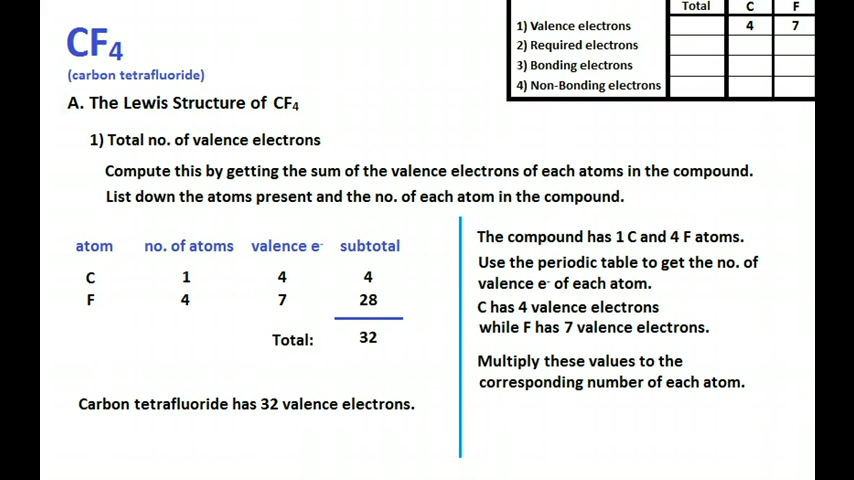 Total C F
1) Valence electrons 4 7
2) Required electrons
3) Bonding electrons
4) Non-Bonding electrons
CF4
(carbon tetrafluoride)
A. The Lewis Structure of CF4
1) Total no. of valence electrons
Compute this by getting the sum of the valence electrons of each atoms in the compound.
List down the atoms present and the no. of each atom in the compound.
atom no. of atoms valence e- subtotal
C 1 4 4
F 4 7 28
Total: 32
Carbon tetrafluoride has 32 valence electrons.
The compound has 1 C and 4 F atoms.
Use the periodic table to get the no. of
valence e- of each atom.
C has 4 valence electrons
while F has 7 valence electrons.
Multiply these values to the
corresponding number of each atom.